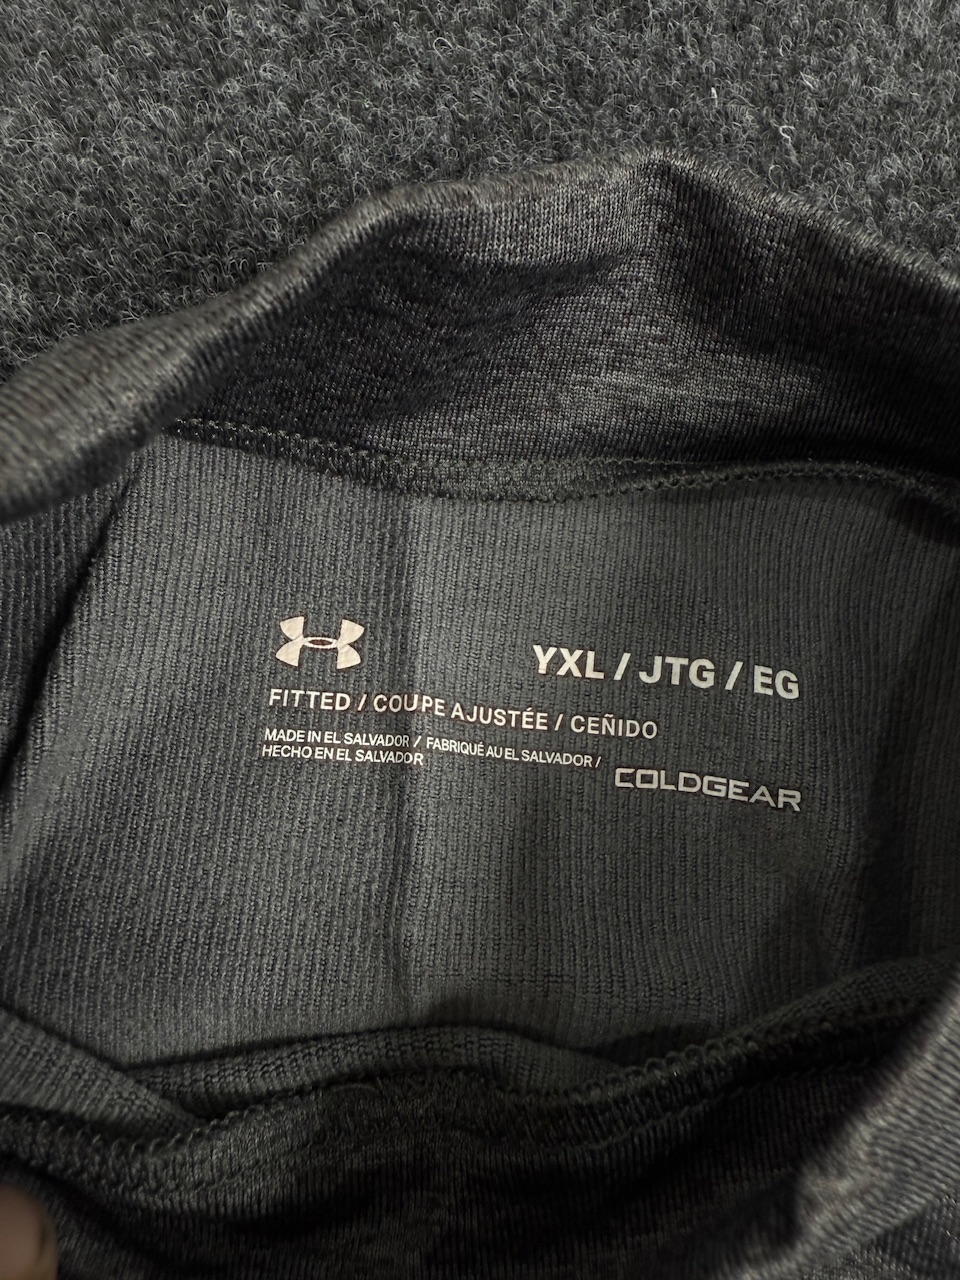 YXL / JTG / EG
FITTED / COUPE AJUSTÉE / CEÑIDO
MADE IN EL SALVADOR / FABRIQUÉ AU EL SALVADOR /
HECHO EN EL SALVADOR
COLDGEAR